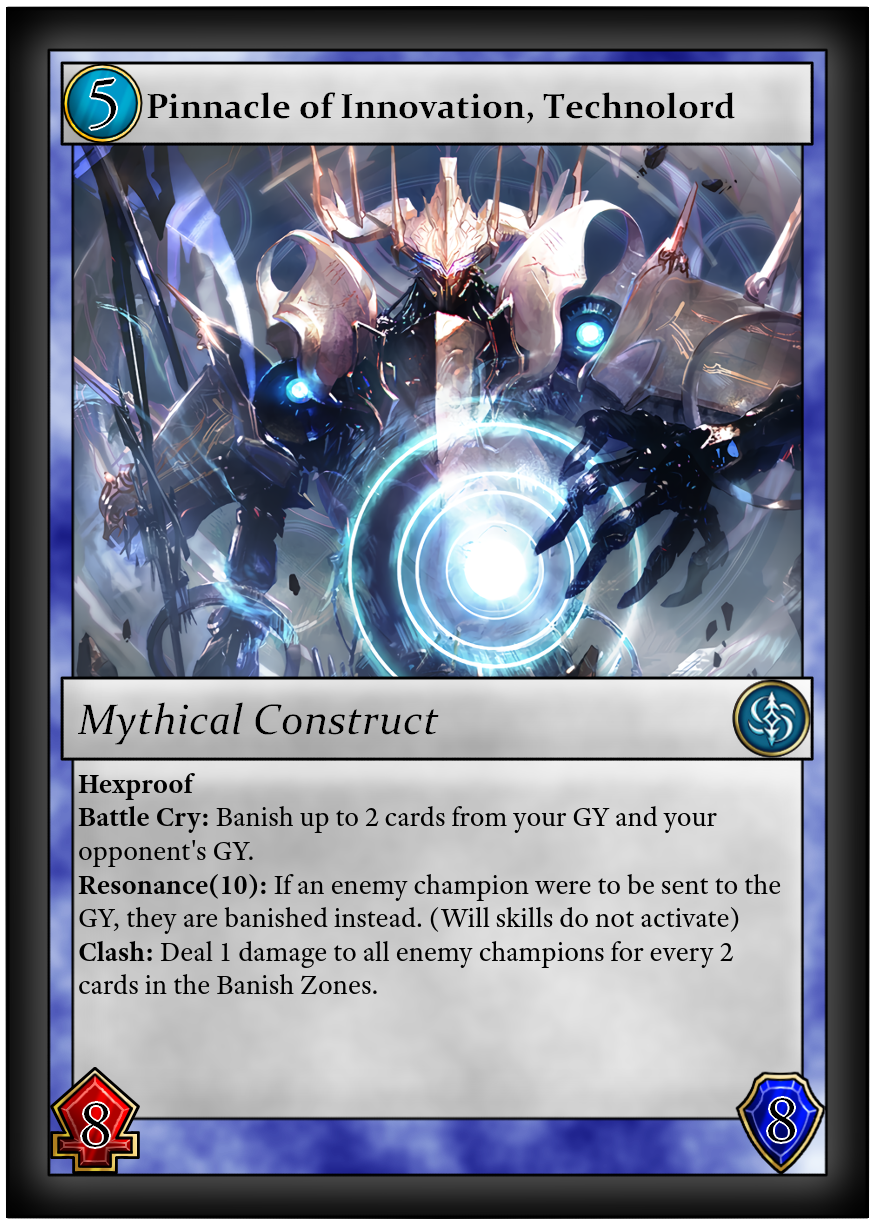 5 Pinnacle of Innovation, Technolord
Mythical Construct
Hexproof
Battle Cry: Banish up to 2 cards from your GY and your
opponent's GY.
Resonance(10): If an enemy champion were to be sent to the
GY, they are banished instead. (Will skills do not activate)
Clash: Deal 1 damage to all enemy champions for every 2
cards in the Banish Zones.
8 8